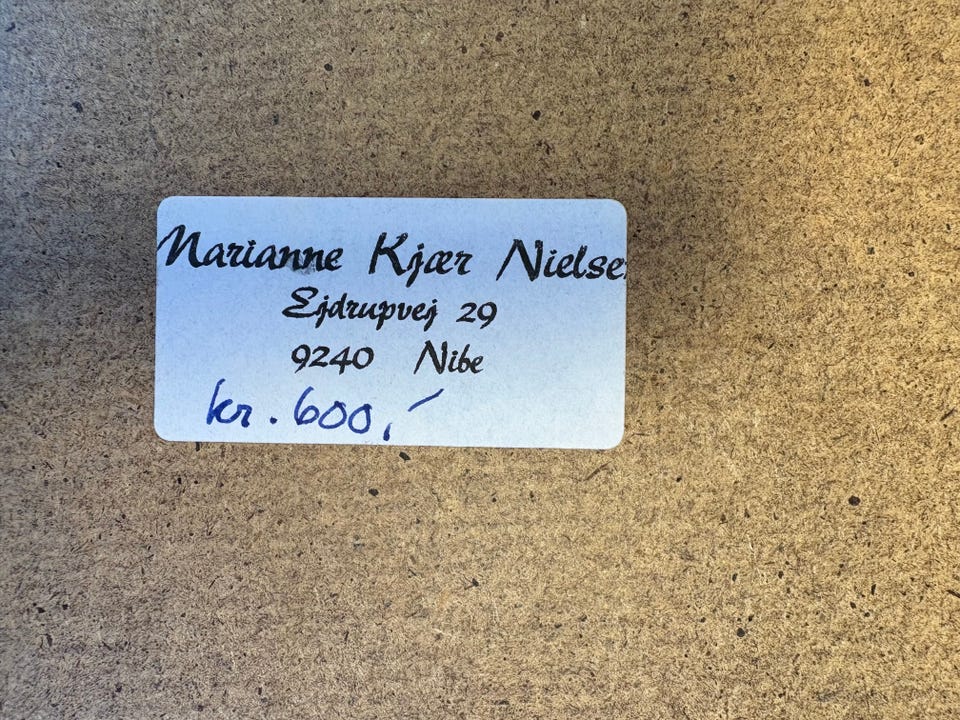 Marianne Kjær Nielse
Ejdrupvej 29
9240 Nibe
kr. 600,-